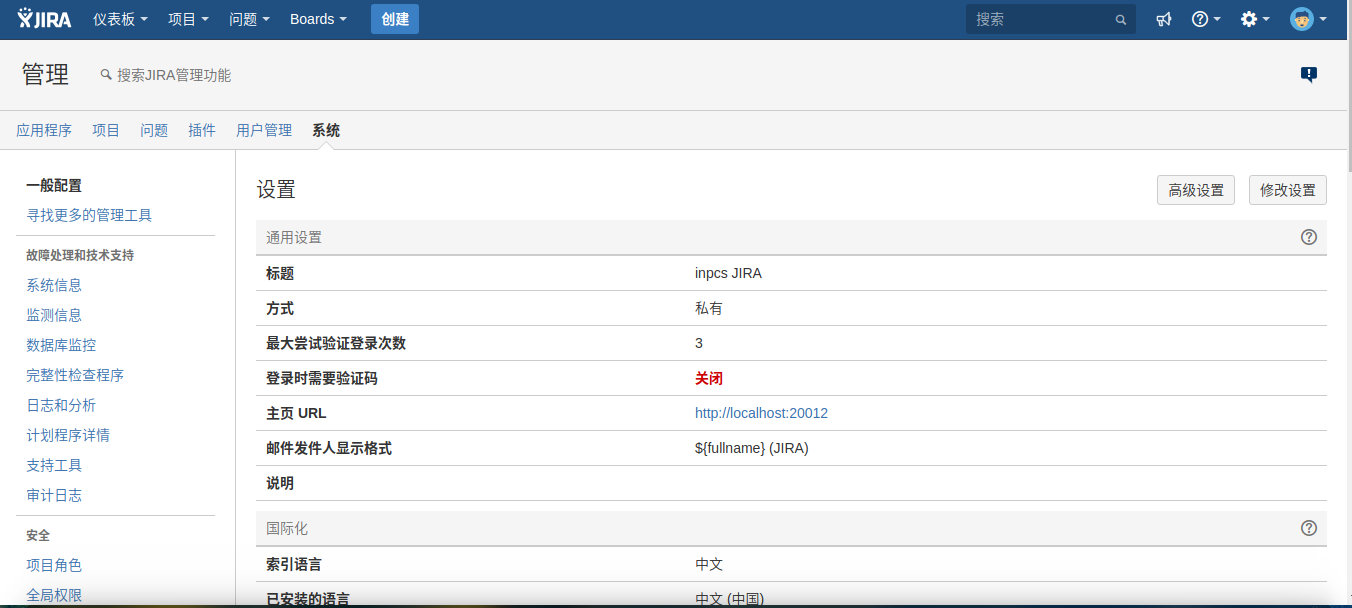 JIRA 仪表板 项目 问题 Boards 创建 搜索
管理 搜索JIRA管理功能
应用程序 项目 问题 插件 用户管理 系统
一般配置
寻找更多的管理工具
故障处理和技术支持
系统信息
监测信息
数据库监控
完整性检查程序
日志和分析
计划程序详情
支持工具
审计日志
安全
项目角色
全局权限
设置 高级设置 修改设置
通用设置
标题 inpcs JIRA
方式 私有
最大尝试验证登录次数 3
登录时需要验证码 关闭
主页 URL http://localhost:20012
邮件发件人显示格式 ${fullname} (JIRA)
说明
国际化
索引语言 中文
已安装的语言 中文 (中国)